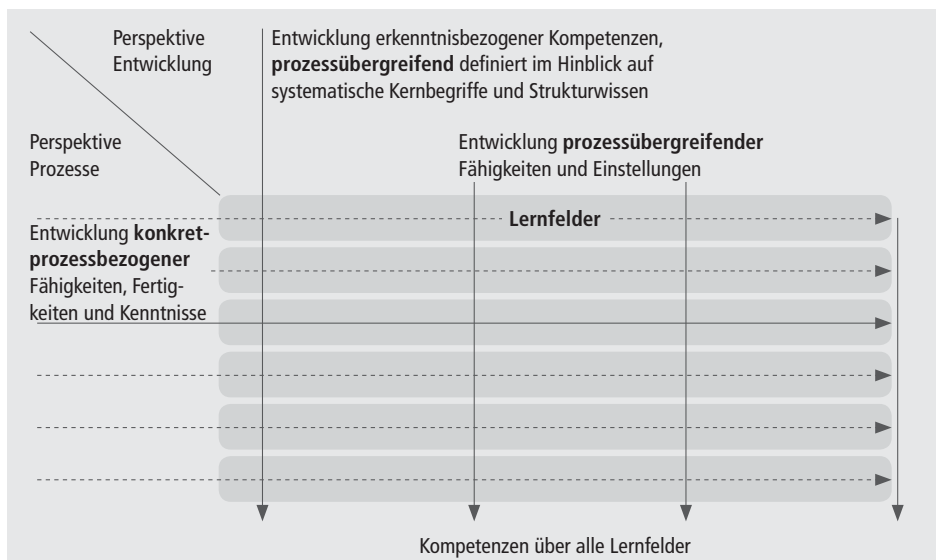 Perspektive
Entwicklung
Entwicklung erkenntnisbezogener Kompetenzen,
prozessübergreifend definiert im Hinblick auf
systematische Kernbegriffe und Strukturwissen
Perspektive
Prozesse
Entwicklung prozessübergreifender
Fähigkeiten und Einstellungen
Lernfelder
Entwicklung konkret-
prozessbezogener
Fähigkeiten, Fertig-
keiten und Kenntnisse
Kompetenzen über alle Lernfelder